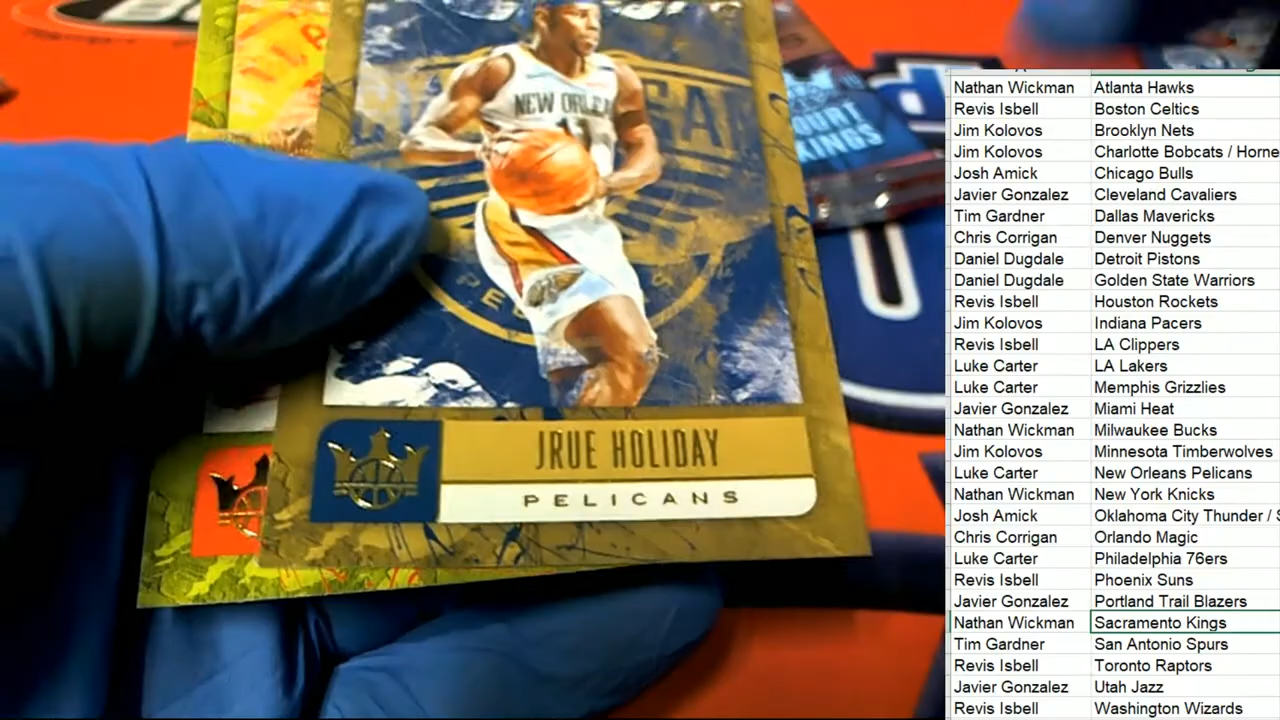 NEW ORLEA
COURT
KINGS
JRUE HOLIDAY
PELICANS
Nathan Wickman Atlanta Hawks
Revis Isbell Boston Celtics
Jim Kolovos Brooklyn Nets
Jim Kolovos Charlotte Bobcats / Horne
Josh Amick Chicago Bulls
Javier Gonzalez Cleveland Cavaliers
Tim Gardner Dallas Mavericks
Chris Corrigan Denver Nuggets
Daniel Dugdale Detroit Pistons
Daniel Dugdale Golden State Warriors
Revis Isbell Houston Rockets
Jim Kolovos Indiana Pacers
Revis Isbell LA Clippers
Luke Carter LA Lakers
Luke Carter Memphis Grizzlies
Javier Gonzalez Miami Heat
Nathan Wickman Milwaukee Bucks
Jim Kolovos Minnesota Timberwolves
Luke Carter New Orleans Pelicans
Nathan Wickman New York Knicks
Josh Amick Oklahoma City Thunder / S
Chris Corrigan Orlando Magic
Luke Carter Philadelphia 76ers
Revis Isbell Phoenix Suns
Javier Gonzalez Portland Trail Blazers
Nathan Wickman Sacramento Kings
Tim Gardner San Antonio Spurs
Revis Isbell Toronto Raptors
Javier Gonzalez Utah Jazz
Revis Isbell Washington Wizards